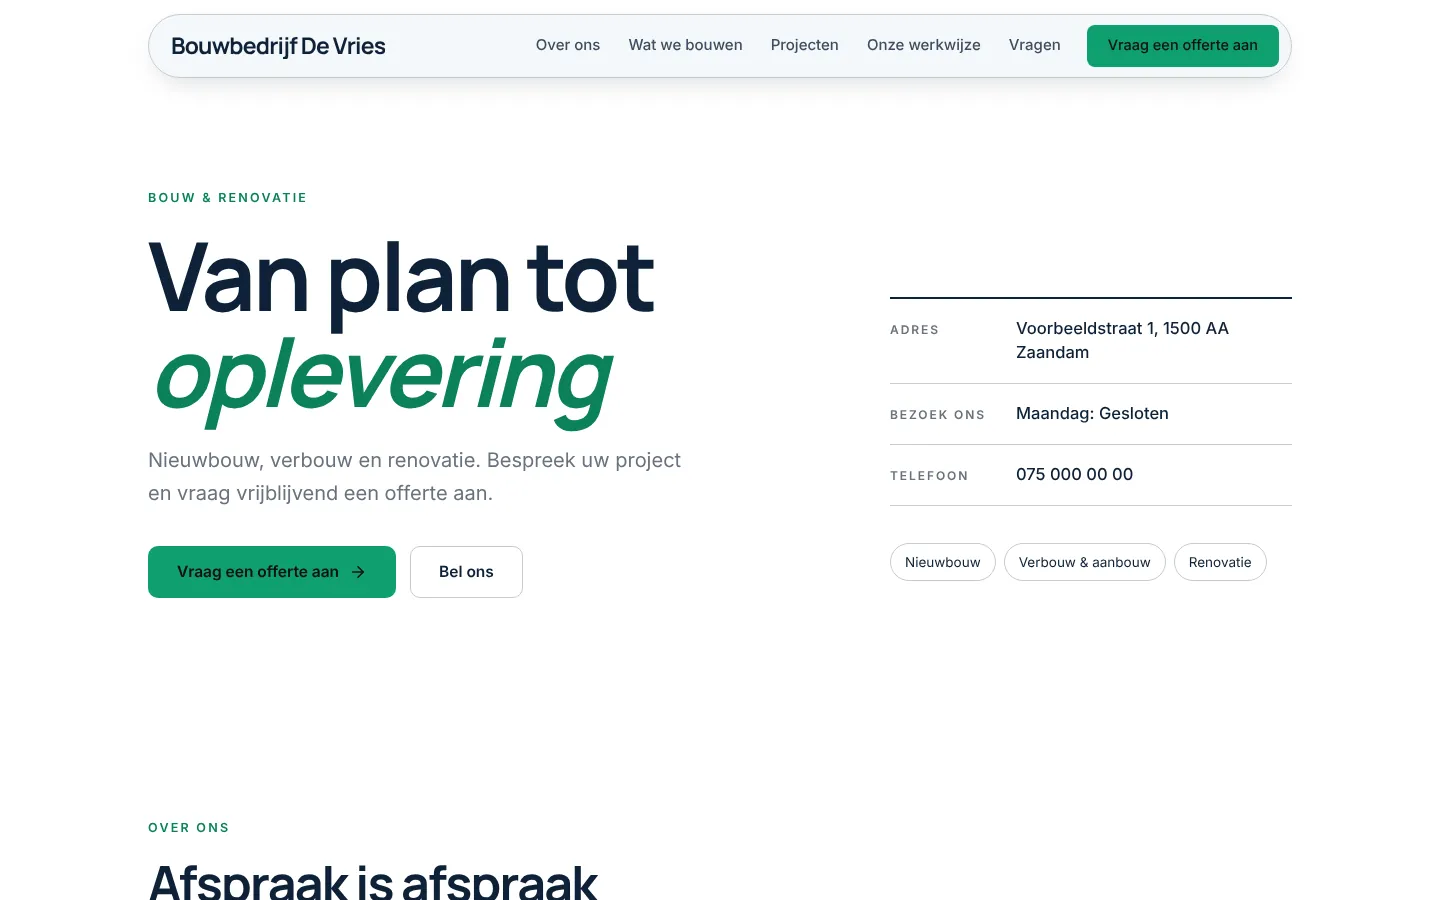 Bouwbedrijf De Vries
Over ons
Wat we bouwen
Projecten
Onze werkwijze
Vragen
Vraag een offerte aan
BOUW & RENOVATIE
Van plan tot
oplevering
Nieuwbouw, verbouw en renovatie. Bespreek uw project
en vraag vrijblijvend een offerte aan.
Vraag een offerte aan →
Bel ons
ADRES
Voorbeeldstraat 1, 1500 AA
Zaandam
BEZOEK ONS
Maandag: Gesloten
TELEFOON
075 000 00 00
Nieuwbouw
Verbouw & aanbouw
Renovatie
OVER ONS
Afspraak is afspraak